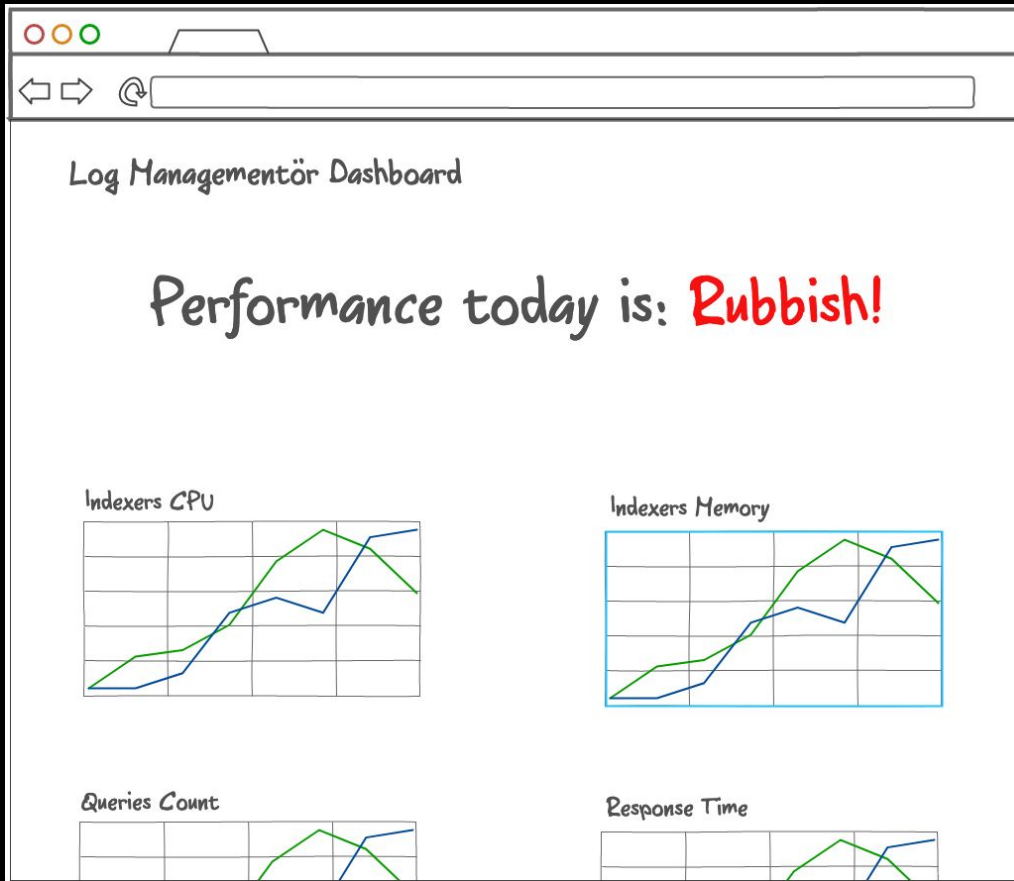 Log Managementör Dashboard
Performance today is: Rubbish!
Indexers CPU
Indexers Memory
Queries Count
Response Time